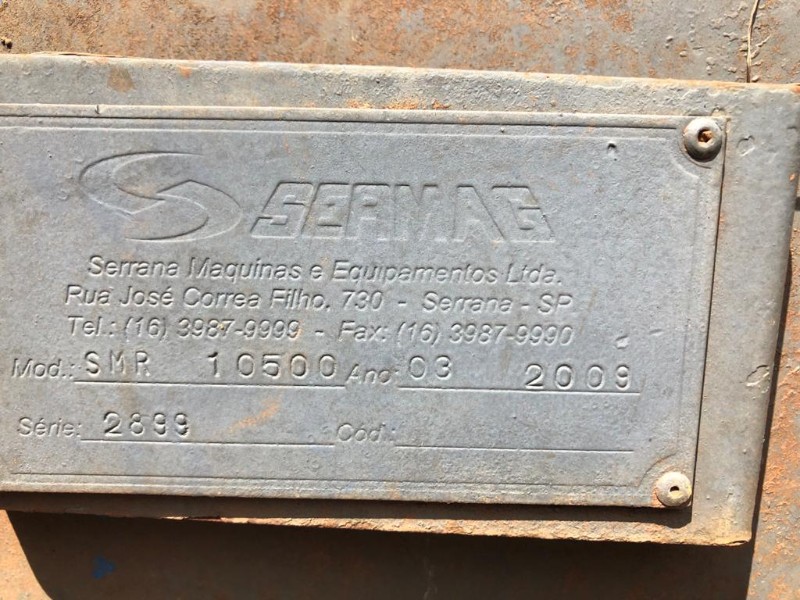 SERMAG
Serrana Maquinas e Equipamentos Ltda.
Rua José Correa Filho, 730 - Serrana - SP
Tel.: (16) 3987-9999 - Fax: (16) 3987-9990
Mod.: SMR 10500 Ano: 03 2009
Série: 2899 Cód.: